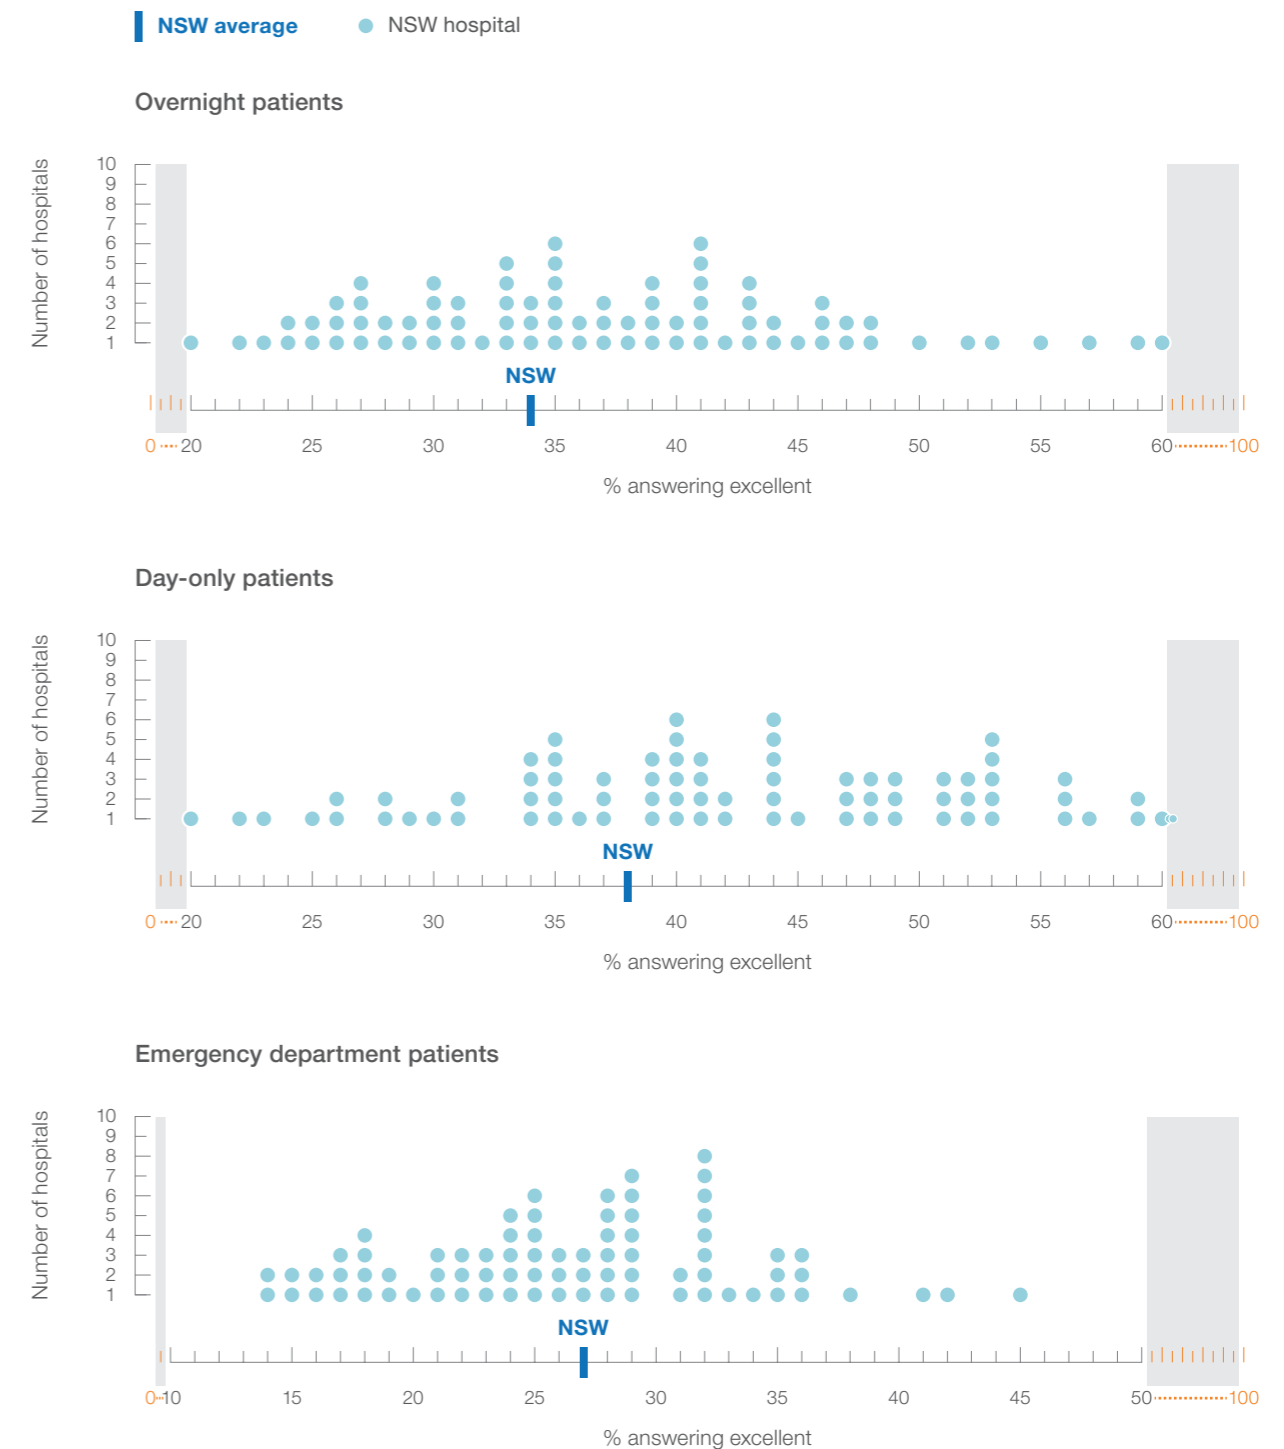 NSW average NSW hospital
Overnight patients
Number of hospitals
10
9
8
7
6
5
4
3
2
1
NSW
0 20 25 30 35 40 45 50 55 60 100
% answering excellent
Day-only patients
Number of hospitals
10
9
8
7
6
5
4
3
2
1
NSW
0 20 25 30 35 40 45 50 55 60 100
% answering excellent
Emergency department patients
Number of hospitals
10
9
8
7
6
5
4
3
2
1
NSW
0 10 15 20 25 30 35 40 45 50 100
% answering excellent